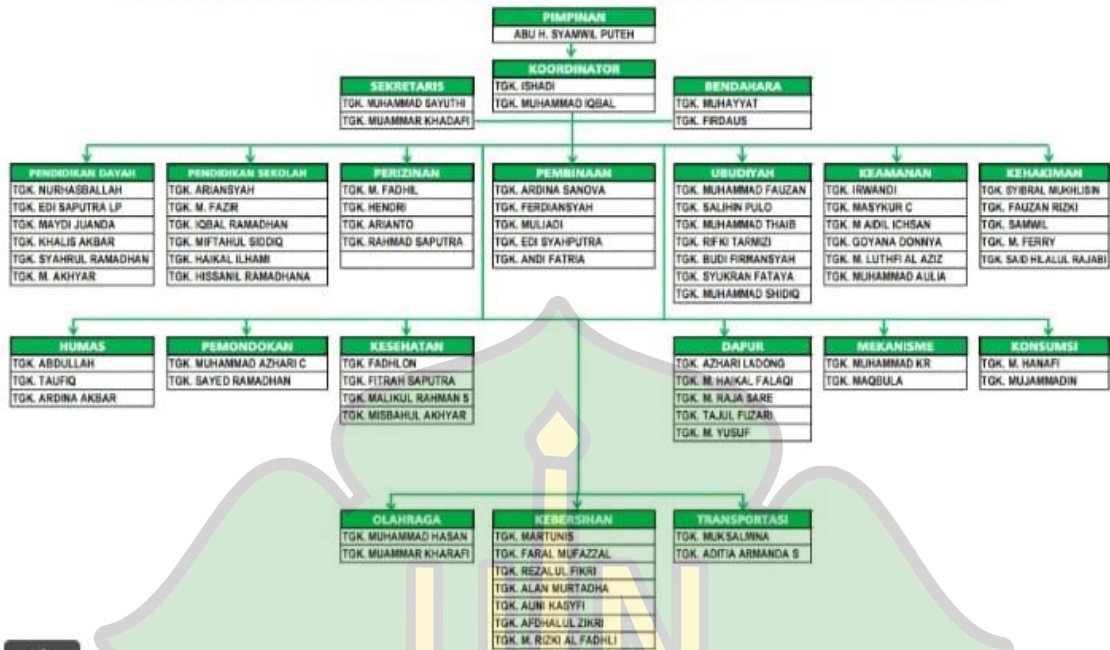 PIMPINAN
ABU H. SYAMWIL PUTEH
KOORDINATOR
TGK. ISHADI
TGK. MUHAMMAD IQBAL
SEKRETARIS
TGK. MUHAMMAD SAYUTHI
TGK. MUAMMAR KHADAFI
BENDAHARA
TGK. MUHAYYAT
TGK. FIRDAUS
PENDIDIKAN DAYAH
TGK. NURHASBALLAH
TGK. EDI SAPUTRA LP
TGK. MAYDI JUANDA
TGK. KHALIS AKBAR
TGK. SYAHRUL RAMADHAN
TGK. M. AKHYAR
PENDIDIKAN SEKOLAH
TGK. ARIANSYAH
TGK. M. FAZIR
TGK. IQBAL RAMADHAN
TGK. MIFTAHUL SIDDIQ
TGK. HAIKAL ILHAMI
TGK. HISSANIL RAMADHANA
PERIZINAN
TGK. M. FADHIL
TGK. HENDRI
TGK. ARIANTO
TGK. RAHMAD SAPUTRA
PEMBINAAN
TGK. ARDINA SANOVA
TGK. FERDIANSYAH
TGK. MULIADI
TGK. EDI SYAHPUTRA
TGK. ANDI FATRIA
UBUDIYAH
TGK. MUHAMMAD FAUZAN
TGK. SALIHIN PULO
TGK. MUHAMMAD THAIB
TGK. RIFKI TARMIZI
TGK. BUDI FIRMANSYAH
TGK. SYUKRAN FATAYA
TGK. MUHAMMAD SHIDIQ
KEAMANAN
TGK. IRWANDI
TGK. MASYKUR C
TGK. M AIDIL ICHSAN
TGK. GOYANA DONNYA
TGK. M. LUTHFI AL AZIZ
TGK. MUHAMMAD AULIA
KEHAKIMAN
TGK. SYIBRAL MUKHLISIN
TGK. FAUZAN RIZKI
TGK. SAMWIL
TGK. M. FERRY
TGK. SAID HILALUL RAJABI
HUMAS
TGK. ABDULLAH
TGK. TAUFIQ
TGK. ARDINA AKBAR
PEMONDOKAN
TGK. MUHAMMAD AZHARI C
TGK. SAYED RAMADHAN
KESEHATAN
TGK. FADHLON
TGK. FITRAH SAPUTRA
TGK. MALIKUL RAHMAN S
TGK. MISBAHUL AKHYAR
DAPUR
TGK. AZHARI LADONG
TGK. M. HAIKAL FALAQI
TGK. M. RAJA SARE
TGK. TAJUL FUZARI
TGK. M. YUSUF
MEKANISME
TGK. MUHAMMAD KR
TGK. MAQBULA
KONSUMSI
TGK. M. HANAFI
TGK. MUJAMMADIN
OLAHRAGA
TGK. MUHAMMAD HASAN
TGK. MUAMMAR KHARAFI
KEBERSIHAN
TGK. MARTUNIS
TGK. FARAL MUFAZZAL
TGK. REZALUL FIKRI
TGK. ALAN MURTADHA
TGK. AUNI KASYFI
TGK. AFDHALUL ZIKRI
TGK. M. RIZKI AL FADHLI
TRANSPORTASI
TGK. MUKSALMINA
TGK. ADITIA ARMANDA S